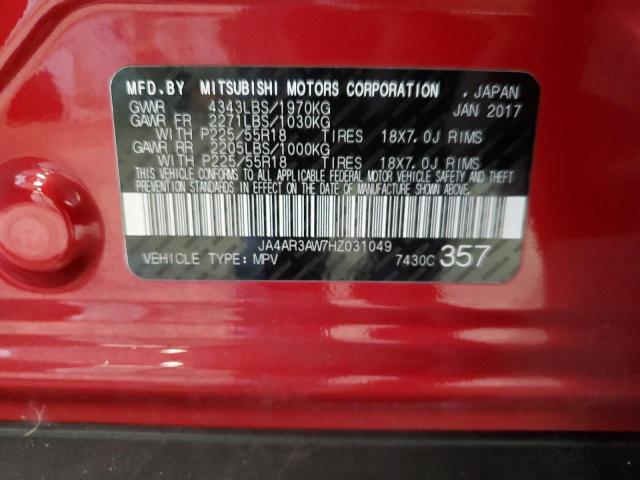 MFD.BY MITSUBISHI MOTORS CORPORATION , JAPAN
GVWR 4343LBS/1970KG JAN 2017
GAWR FR 2271LBS/1030KG
WITH P225/55R18 TIRES 18X7.0J RIMS
GAWR RR 2205LBS/1000KG
WITH P225/55R18 TIRES 18X7.0J RIMS
THIS VEHICLE CONFORMS TO ALL APPLICABLE FEDERAL MOTOR VEHICLE SAFETY AND THEFT
PREVENTION STANDARDS IN EFFECT ON THE DATE OF MANUFACTURE SHOWN ABOVE.
JA4AR3AW7HZ031049
VEHICLE TYPE: MPV 7430C 357